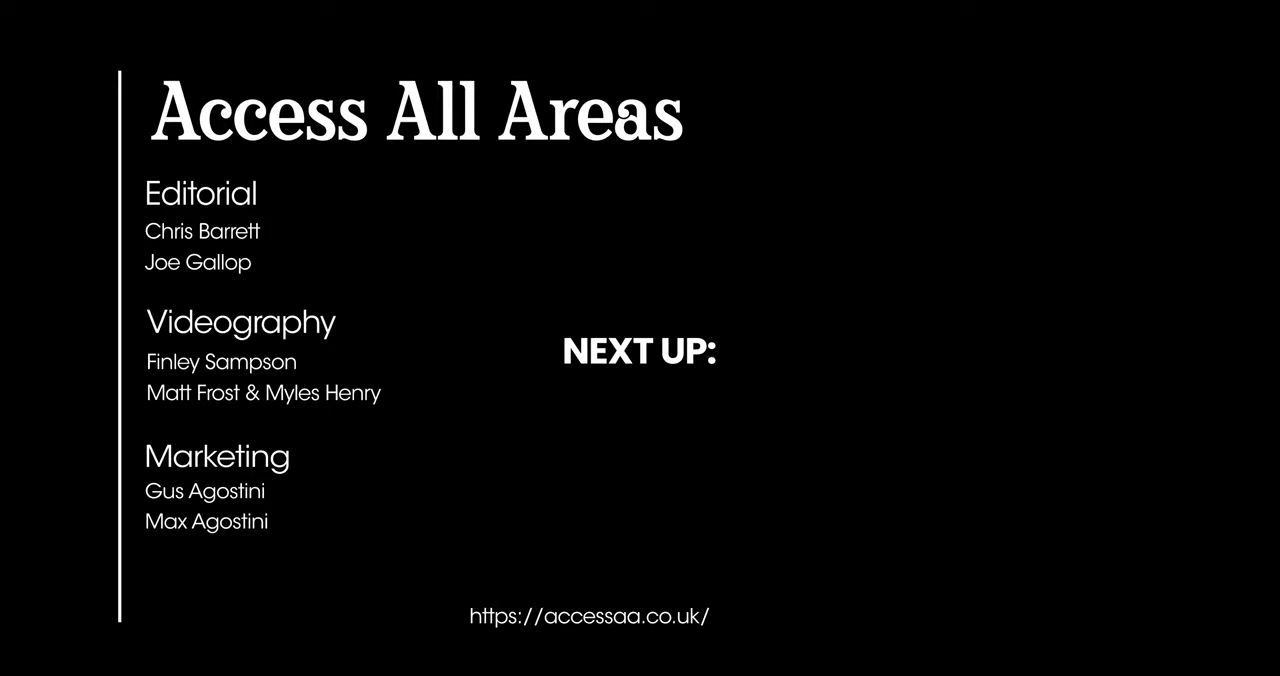 Access All Areas
Editorial
Chris Barrett
Joe Gallop
Videography
Finley Sampson
Matt Frost & Myles Henry
NEXT UP:
Marketing
Gus Agostini
Max Agostini
https://accessaa.co.uk/